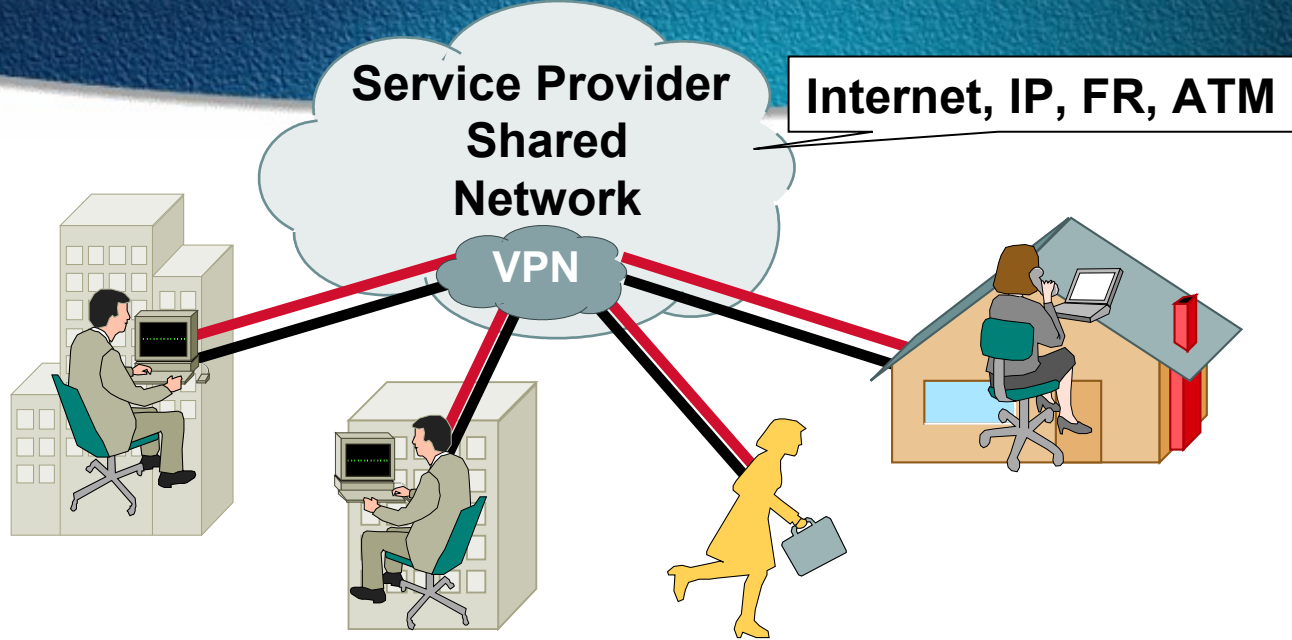 Service Provider
Shared
Network
Internet, IP, FR, ATM
VPN